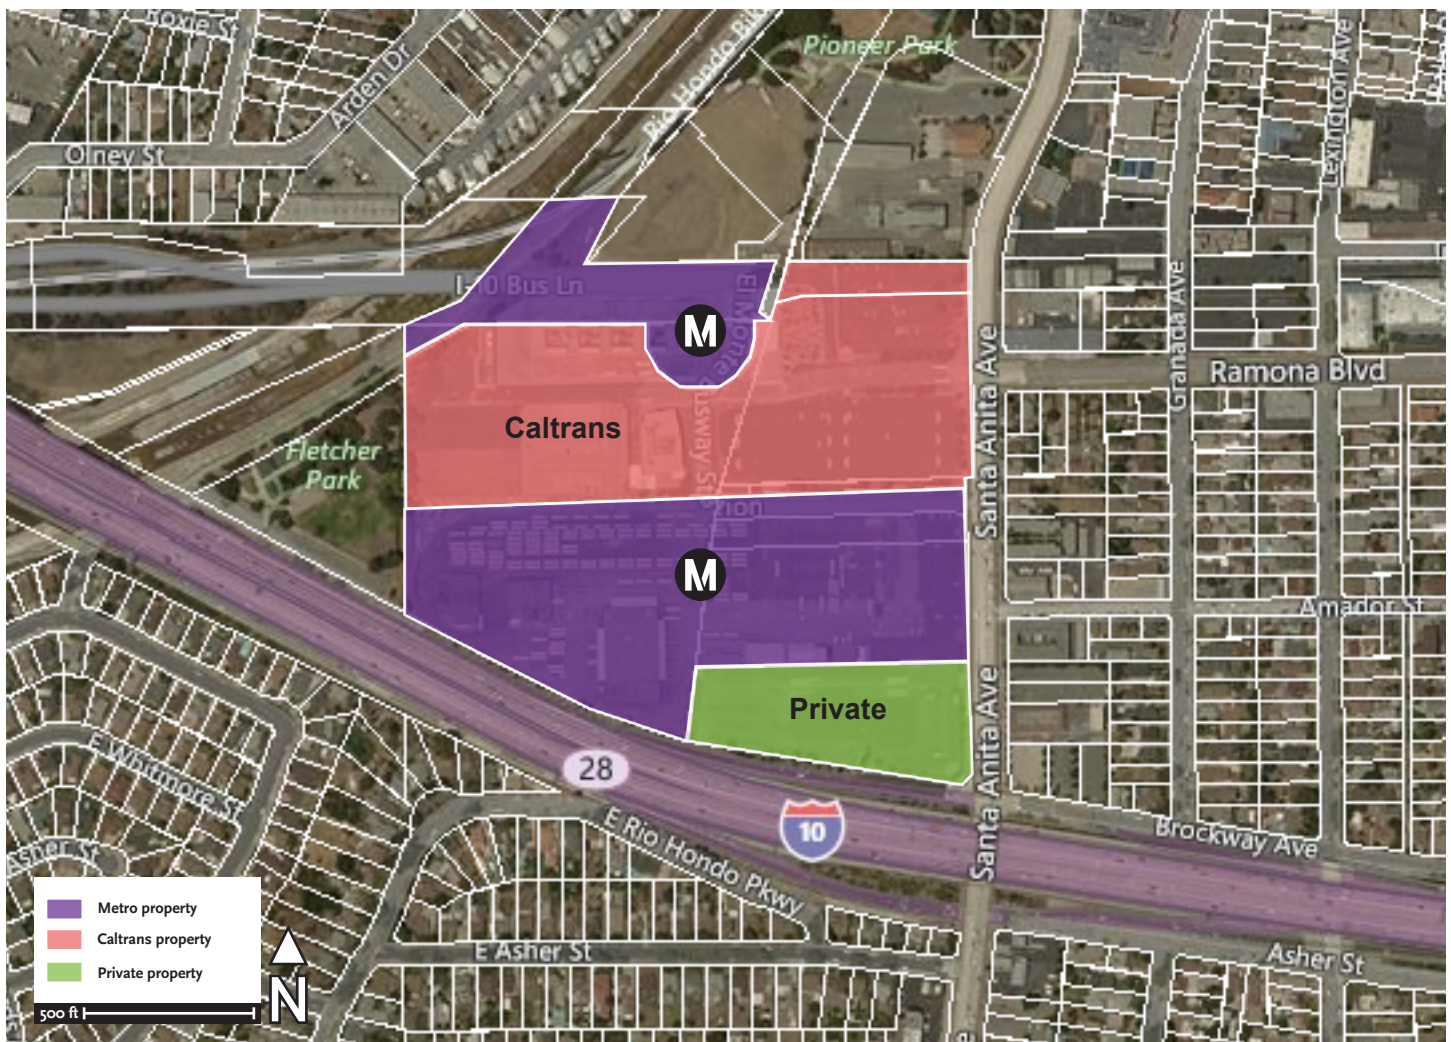 Roxie St
Arden Dr
Olney St
Rio Hondo Bike
Pioneer Park
Lexington Ave
I-10 Bus Ln
El Monte Busway Station
M
Santa Anita Ave
Granada Ave
Ramona Blvd
Caltrans
Fletcher
Park
M
Amador St
Santa Anita Ave
Private
E Whitmore St
28
10
E Rio Hondo Pkwy
Brockway Ave
Asher St
E Asher St
Asher St
Metro property
Caltrans property
Private property
500 ft
N